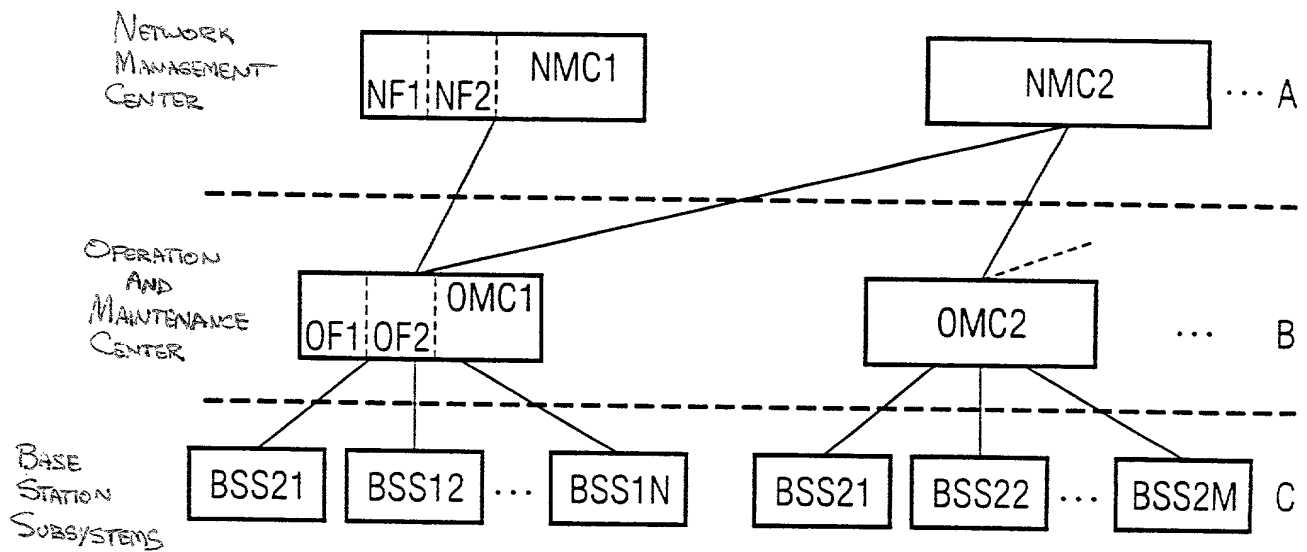 NETWORK
MANAGEMENT
CENTER
NF1 NF2 NMC1
NMC2
... A
OPERATION
AND
MAINTENANCE
CENTER
OF1 OF2 OMC1
OMC2
... B
BASE
STATION
SUBSYSTEMS
BSS21 BSS12 ... BSS1N
BSS21 BSS22 ... BSS2M C